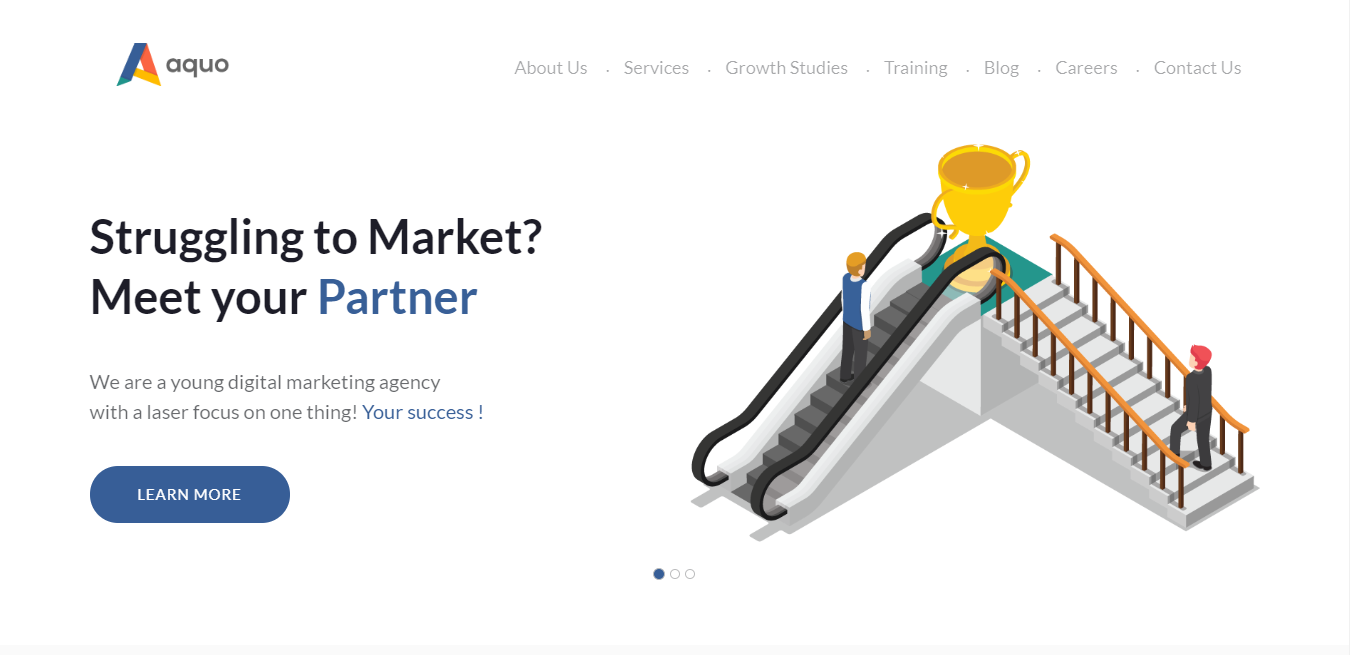 aquo
About Us . Services . Growth Studies . Training . Blog . Careers . Contact Us
Struggling to Market?
Meet your Partner
We are a young digital marketing agency
with a laser focus on one thing! Your success !
LEARN MORE